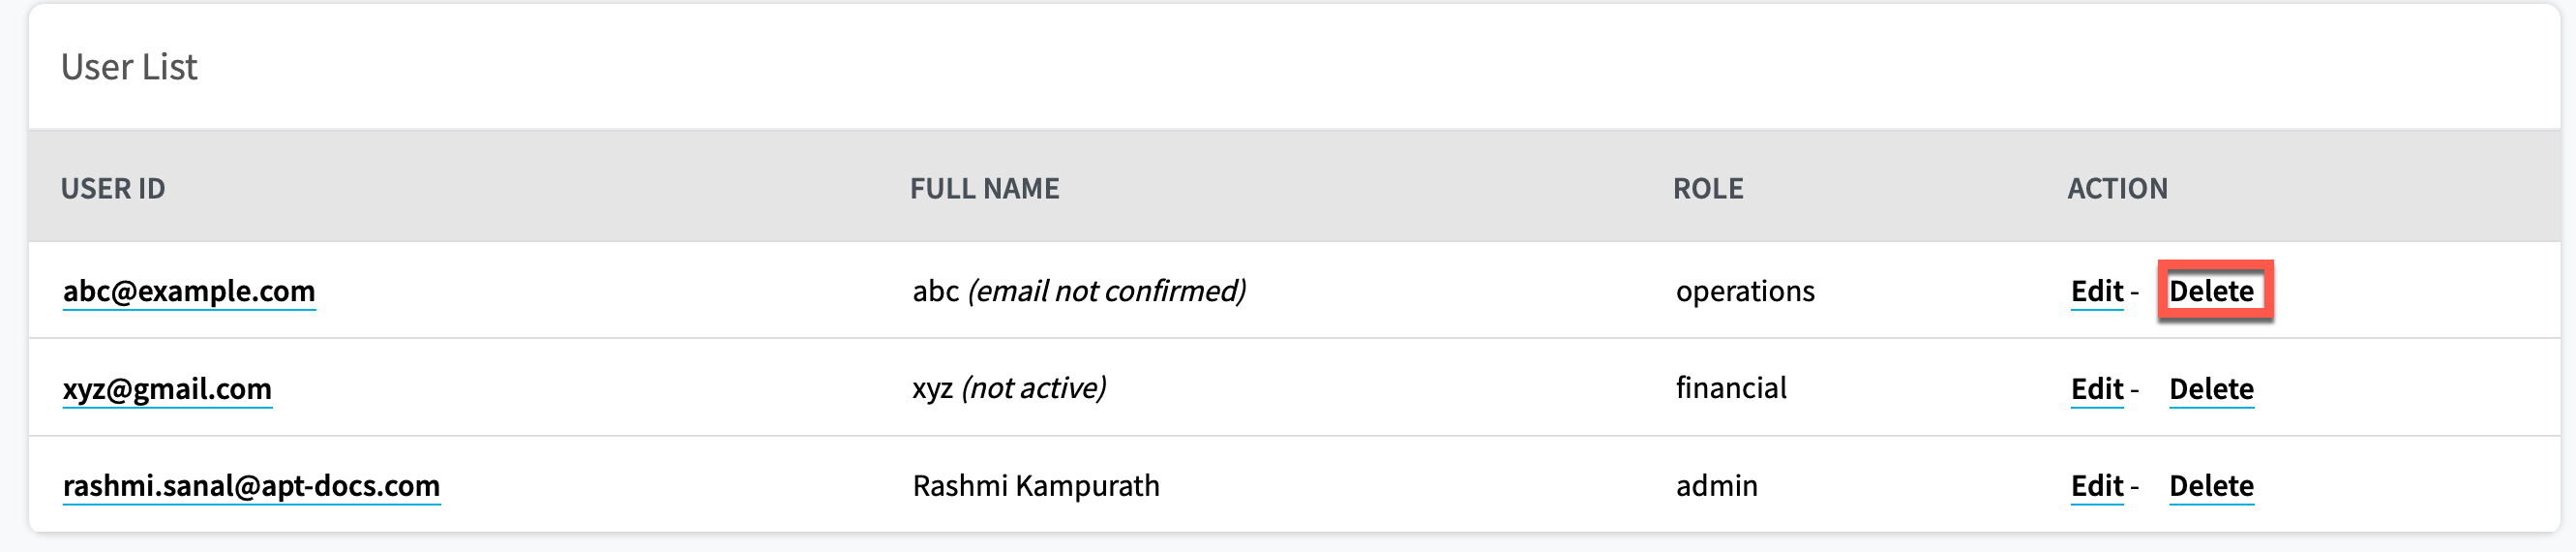 User List
USER ID FULL NAME ROLE ACTION
abc@example.com abc (email not confirmed) operations Edit - Delete
xyz@gmail.com xyz (not active) financial Edit - Delete
rashmi.sanal@apt-docs.com Rashmi Kampurath admin Edit - Delete